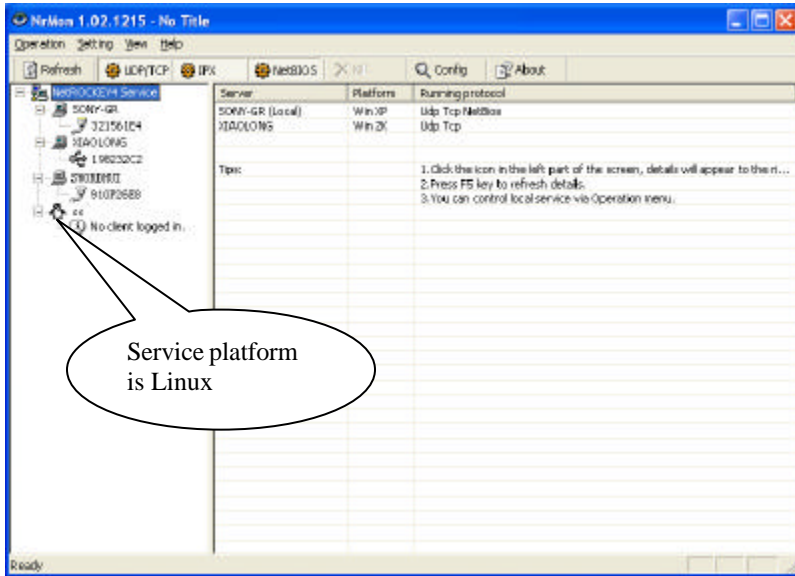 NrMon 1.02.1215 - No Title
Operation Setting View Help
Refresh UDP/TCP IPX NetBIOS Config About
NetROCKEY4 Service
SONY-GR
321561E4
XIAOLONG
198232C2
No client logged in.
Server Platform Running protocol
SONY-GR (Local) Win XP Udp Tcp NetBios
XIAOLONG Win 2K Udp Tcp
Tips: 1.Click the icon in the left part of the screen, details will appear to the ri...
2.Press F5 key to refresh details.
3.You can control local service via Operation menu.
Service platform
is Linux
Ready